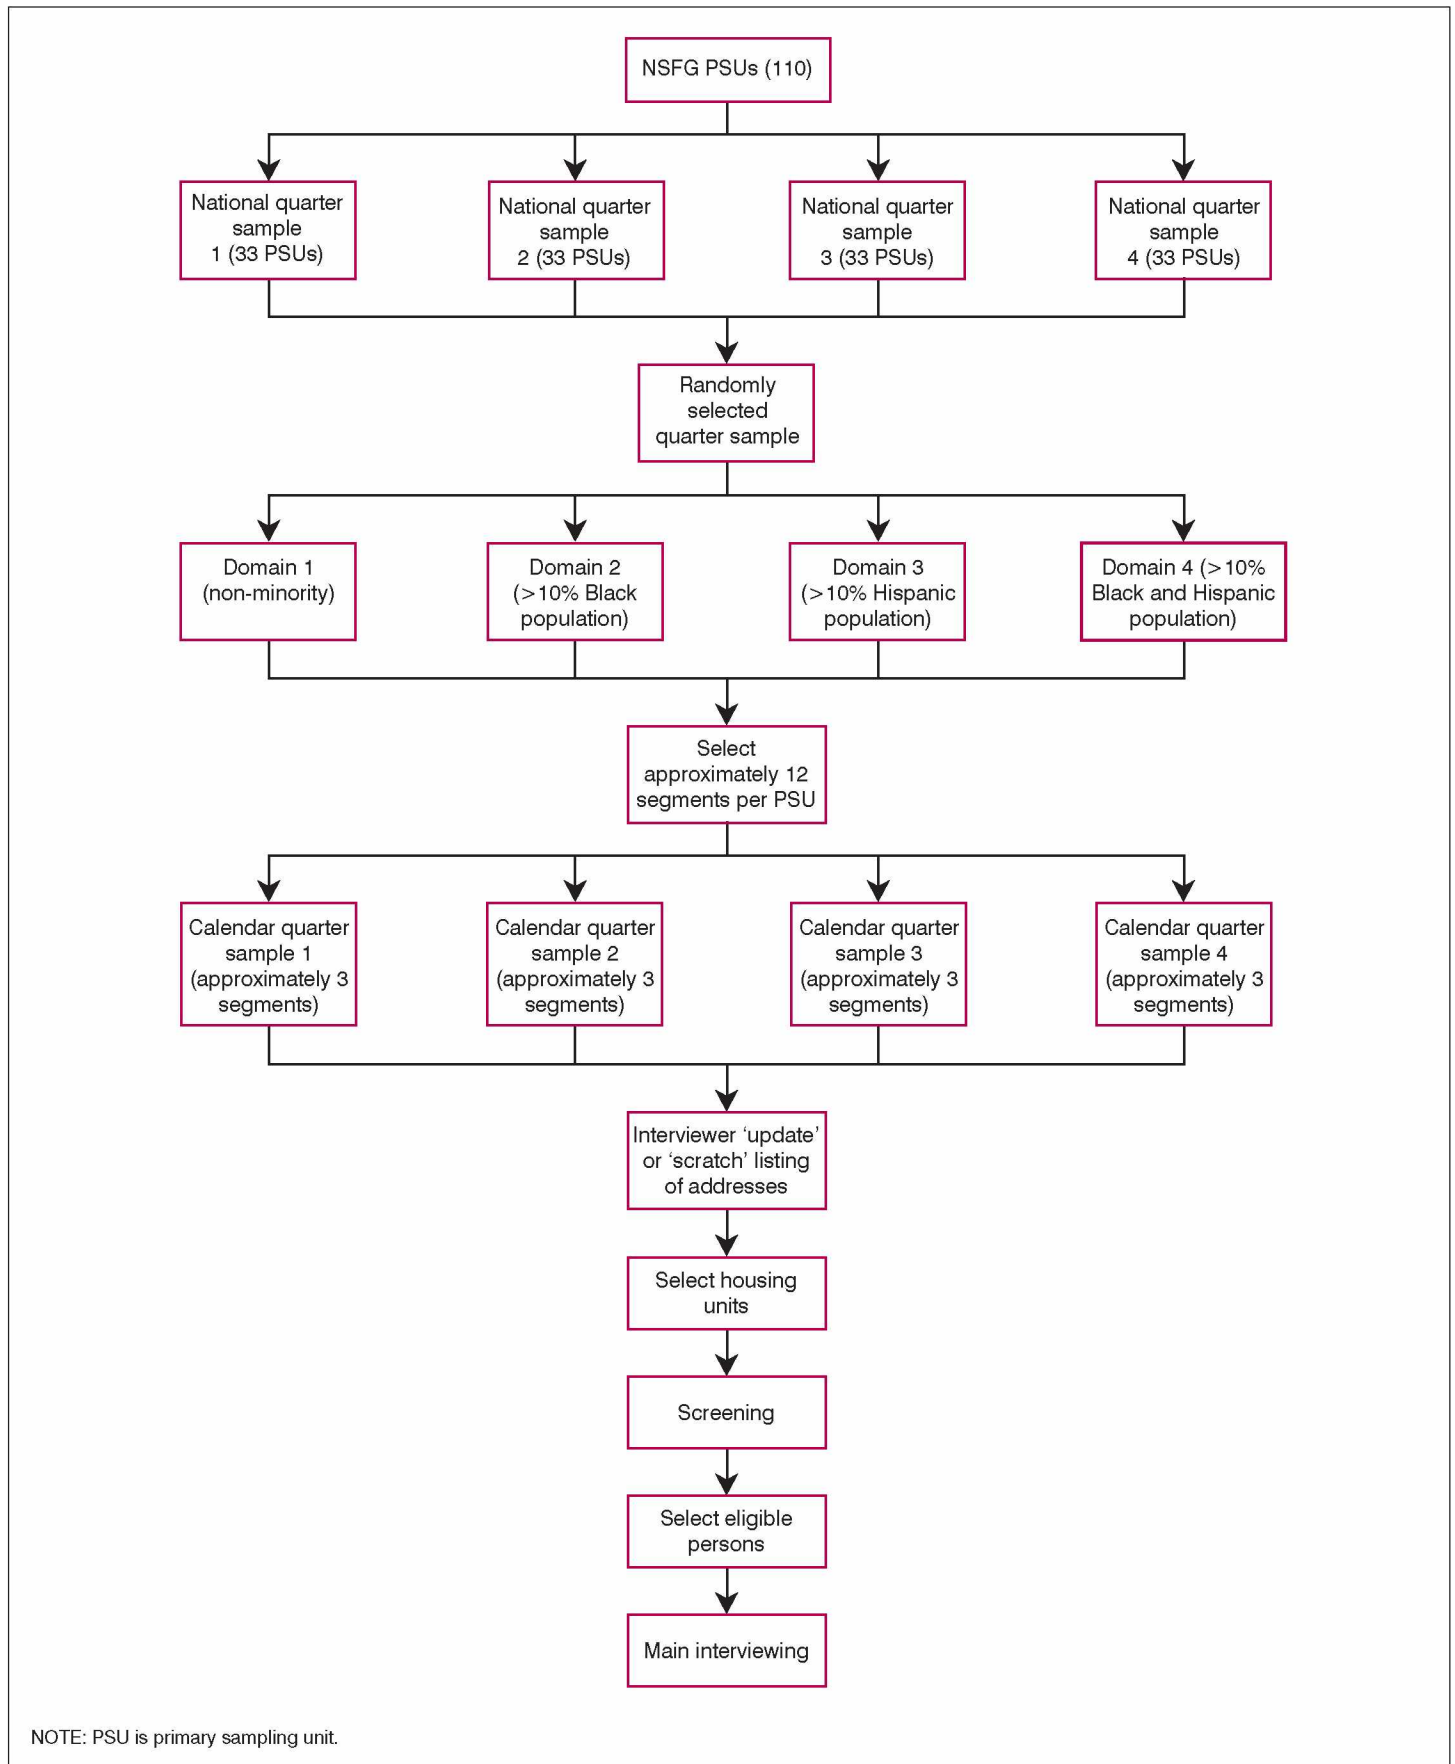 NSFG PSUs (110)
National quarter
sample
1 (33 PSUs)
National quarter
sample
2 (33 PSUs)
National quarter
sample
3 (33 PSUs)
National quarter
sample
4 (33 PSUs)
Randomly
selected
quarter sample
Domain 1
(non-minority)
Domain 2
(>10% Black
population)
Domain 3
(>10% Hispanic
population)
Domain 4 (>10%
Black and Hispanic
population)
Select
approximately 12
segments per PSU
Calendar quarter
sample 1
(approximately 3
segments)
Calendar quarter
sample 2
(approximately 3
segments)
Calendar quarter
sample 3
(approximately 3
segments)
Calendar quarter
sample 4
(approximately 3
segments)
Interviewer ‘update’
or ‘scratch’ listing
of addresses
Select housing
units
Screening
Select eligible
persons
Main interviewing
NOTE: PSU is primary sampling unit.